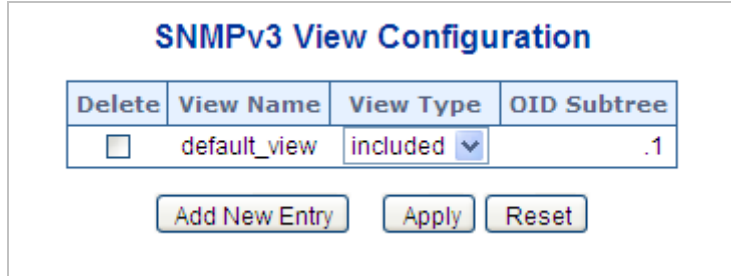 SNMPv3 View Configuration
Delete View Name View Type OID Subtree
default_view included .1
Add New Entry Apply Reset